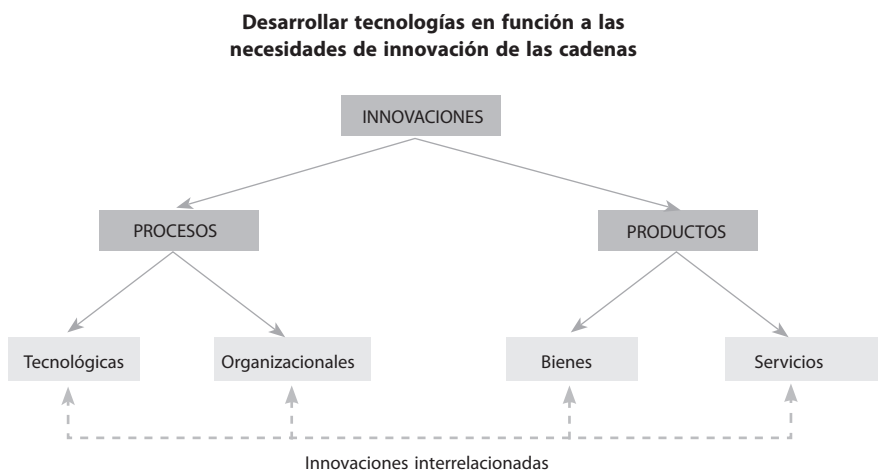 Desarrollar tecnologías en función a las
necesidades de innovación de las cadenas
INNOVACIONES
PROCESOS
PRODUCTOS
Tecnológicas
Organizacionales
Bienes
Servicios
Innovaciones interrelacionadas